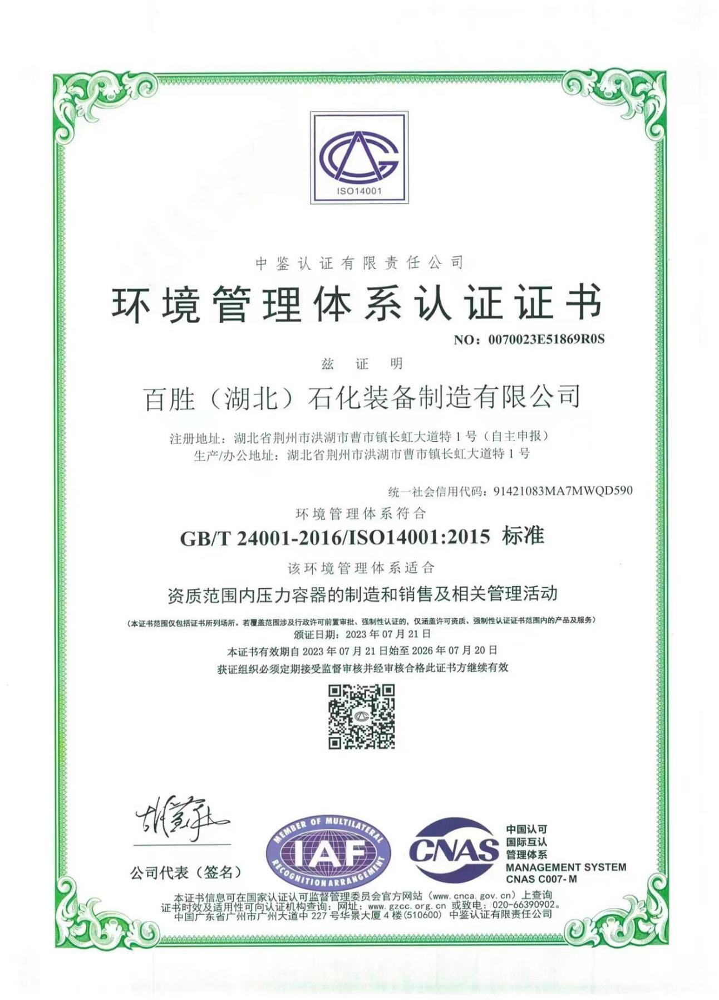 ISO14001
中鉴认证有限责任公司
环境管理体系认证证书
NO：0070023E51869R0S
兹 证 明
百胜（湖北）石化装备制造有限公司
注册地址：湖北省荆州市洪湖市曹市镇长虹大道特 1 号（自主申报）
生产/办公地址：湖北省荆州市洪湖市曹市镇长虹大道特 1 号
统一社会信用代码：91421083MA7MWQD590
环境管理体系符合
GB/T 24001-2016/ISO14001:2015 标准
该环境管理体系适合
资质范围内压力容器的制造和销售及相关管理活动
（本证书范围仅包括证书所列场所。若覆盖范围涉及行政许可前置审批、强制性认证的，仅涵盖许可资质、强制性认证证书范围内的产品及服务）
颁证日期：2023 年 07 月 21 日
本证书有效期自 2023 年 07 月 21 日始至 2026 年 07 月 20 日
获证组织必须定期接受监督审核并经审核合格此证书方继续有效
公司代表（签名）
MEMBER OF MULTILATERAL
IAF
RECOGNITION ARRANGEMENT
CNAS
中国认可
国际互认
管理体系
MANAGEMENT SYSTEM
CNAS C007-M
本证书信息可在国家认证认可监督管理委员会官方网站（www.cnca.gov.cn）上查询
证书时效及适用性可向认证机构查询：网址：www.gzcc.org.cn 或致电：020-66390902。
中国广东省广州市广州大道中 227 号华景大厦 4 楼(510600) 中鉴认证有限责任公司